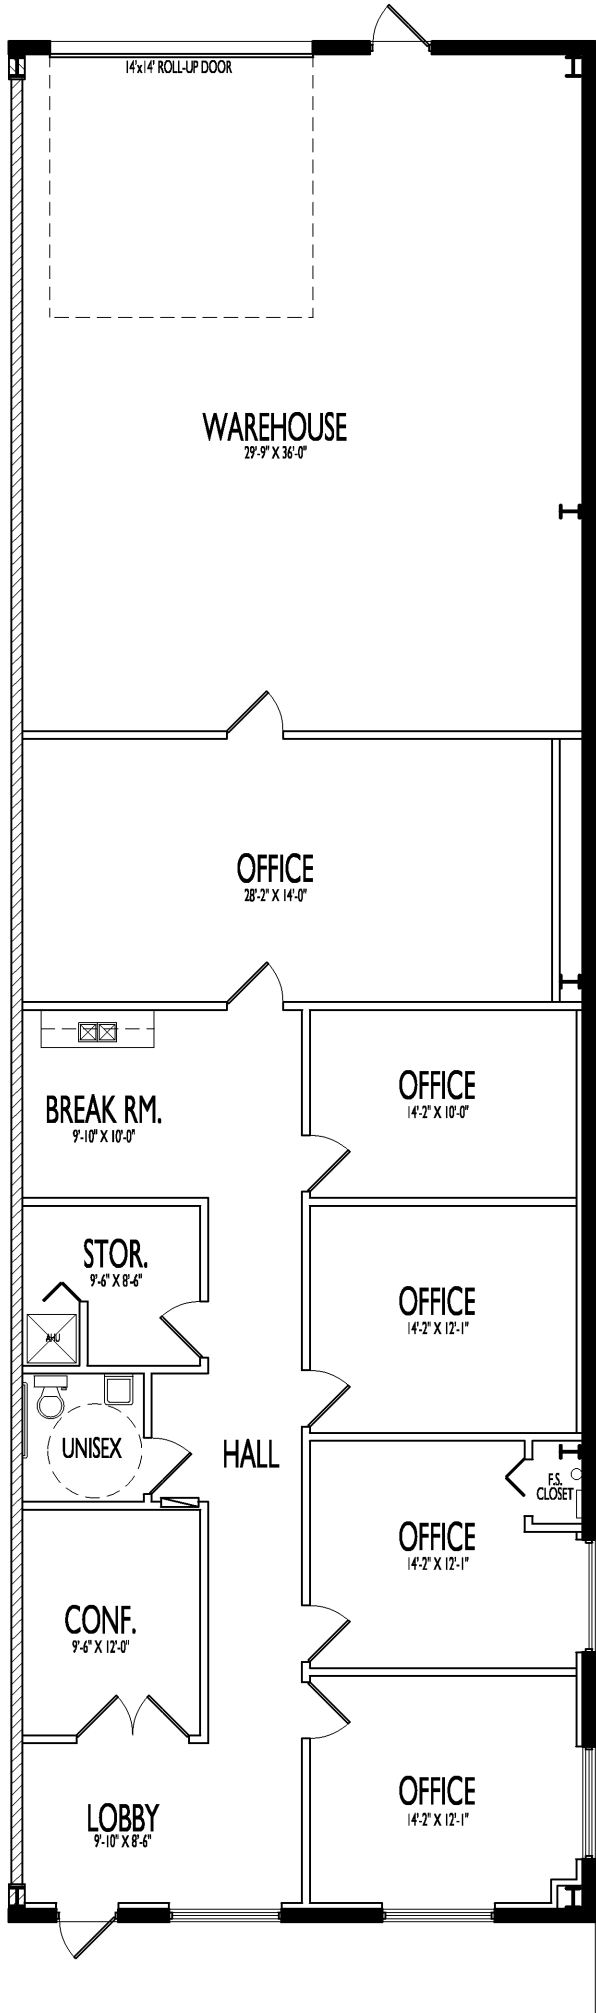 14'x14' ROLL-UP DOOR
WAREHOUSE
29'-9" X 36'-0"
OFFICE
28'-2" X 14'-0"
BREAK RM.
9'-10" X 10'-0"
OFFICE
14'-2" X 10'-0"
STOR.
9'-6" X 8'-6"
AHU
OFFICE
14'-2" X 12'-1"
UNISEX
HALL
F.S.
CLOSET
OFFICE
14'-2" X 12'-1"
CONF.
9'-6" X 12'-0"
OFFICE
14'-2" X 12'-1"
LOBBY
9'-10" X 8'-6"